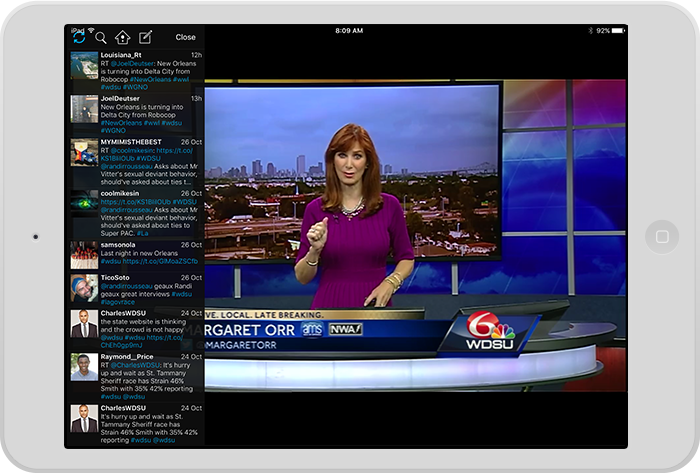 iPad
8:09 AM
92%
Close
Louisiana_Rt 12h
RT @JoelDeutser: New Orleans
is turning into Delta City from
Robocop #NewOrleans #wwl
#wdsu #WGNO
JoelDeutser 13h
New Orleans is turning into
Delta City from Robocop
#NewOrleans #wwl #wdsu
#WGNO
MYMIMISTHEBEST 26 Oct
RT @coolmikesin: https://t.co/
KS1BilOUb #WDSU
@randirrousseau Asks about Mr
Vitter's sexual deviant behavior,
should've asked about ties t...
coolmikesin 26 Oct
https://t.co/KS1BilOUb #WDSU
@randirrousseau Asks about Mr
Vitter's sexual deviant behavior,
should've asked about ties to
Super PAC. #La
samsonola 26 Oct
Last night in new Orleans
#wdsu https://t.co/GlMoaZSCfb
TicoSoto 26 Oct
@randirrousseau geaux Randi
geaux great interviews #wdsu
#lagovrace
CharlesWDSU 24 Oct
the state website is thinking
and the crowd is not happy
@wdsu #wdsu https://t.co/
ChEh0gp9mJ
Raymond__Price 24 Oct
RT @CharlesWDSU: It's hurry
up and wait as St. Tammany
Sheriff race has Strain 46%
Smith with 35% 42% reporting
#wdsu @wdsu
CharlesWDSU 24 Oct
It's hurry up and wait as St.
Tammany Sheriff race has
Strain 46% Smith with 35% 42%
reporting #wdsu @wdsu
VE. LOCAL. LATE BREAKING.
MARGARET ORR ams NWA
@MARGARETORR
6
WDSU